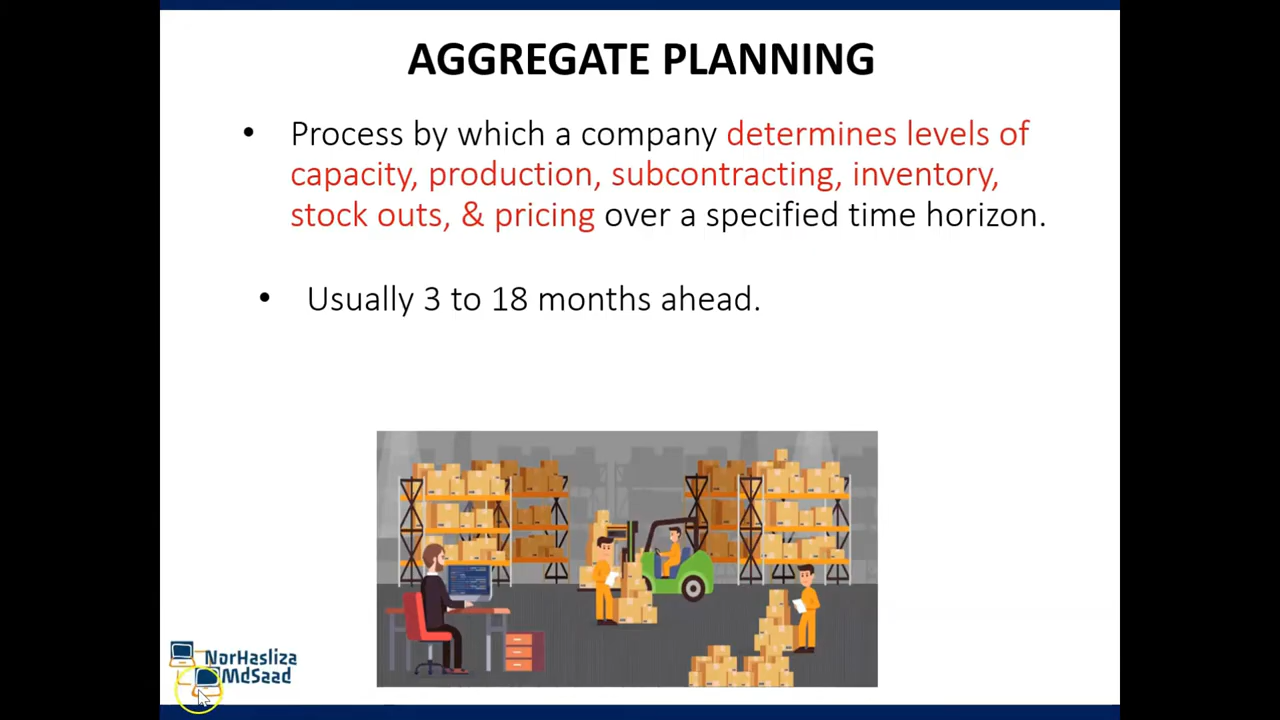 AGGREGATE PLANNING
• Process by which a company determines levels of
capacity, production, subcontracting, inventory,
stock outs, & pricing over a specified time horizon.
• Usually 3 to 18 months ahead.
NorHasliza
MdSaad